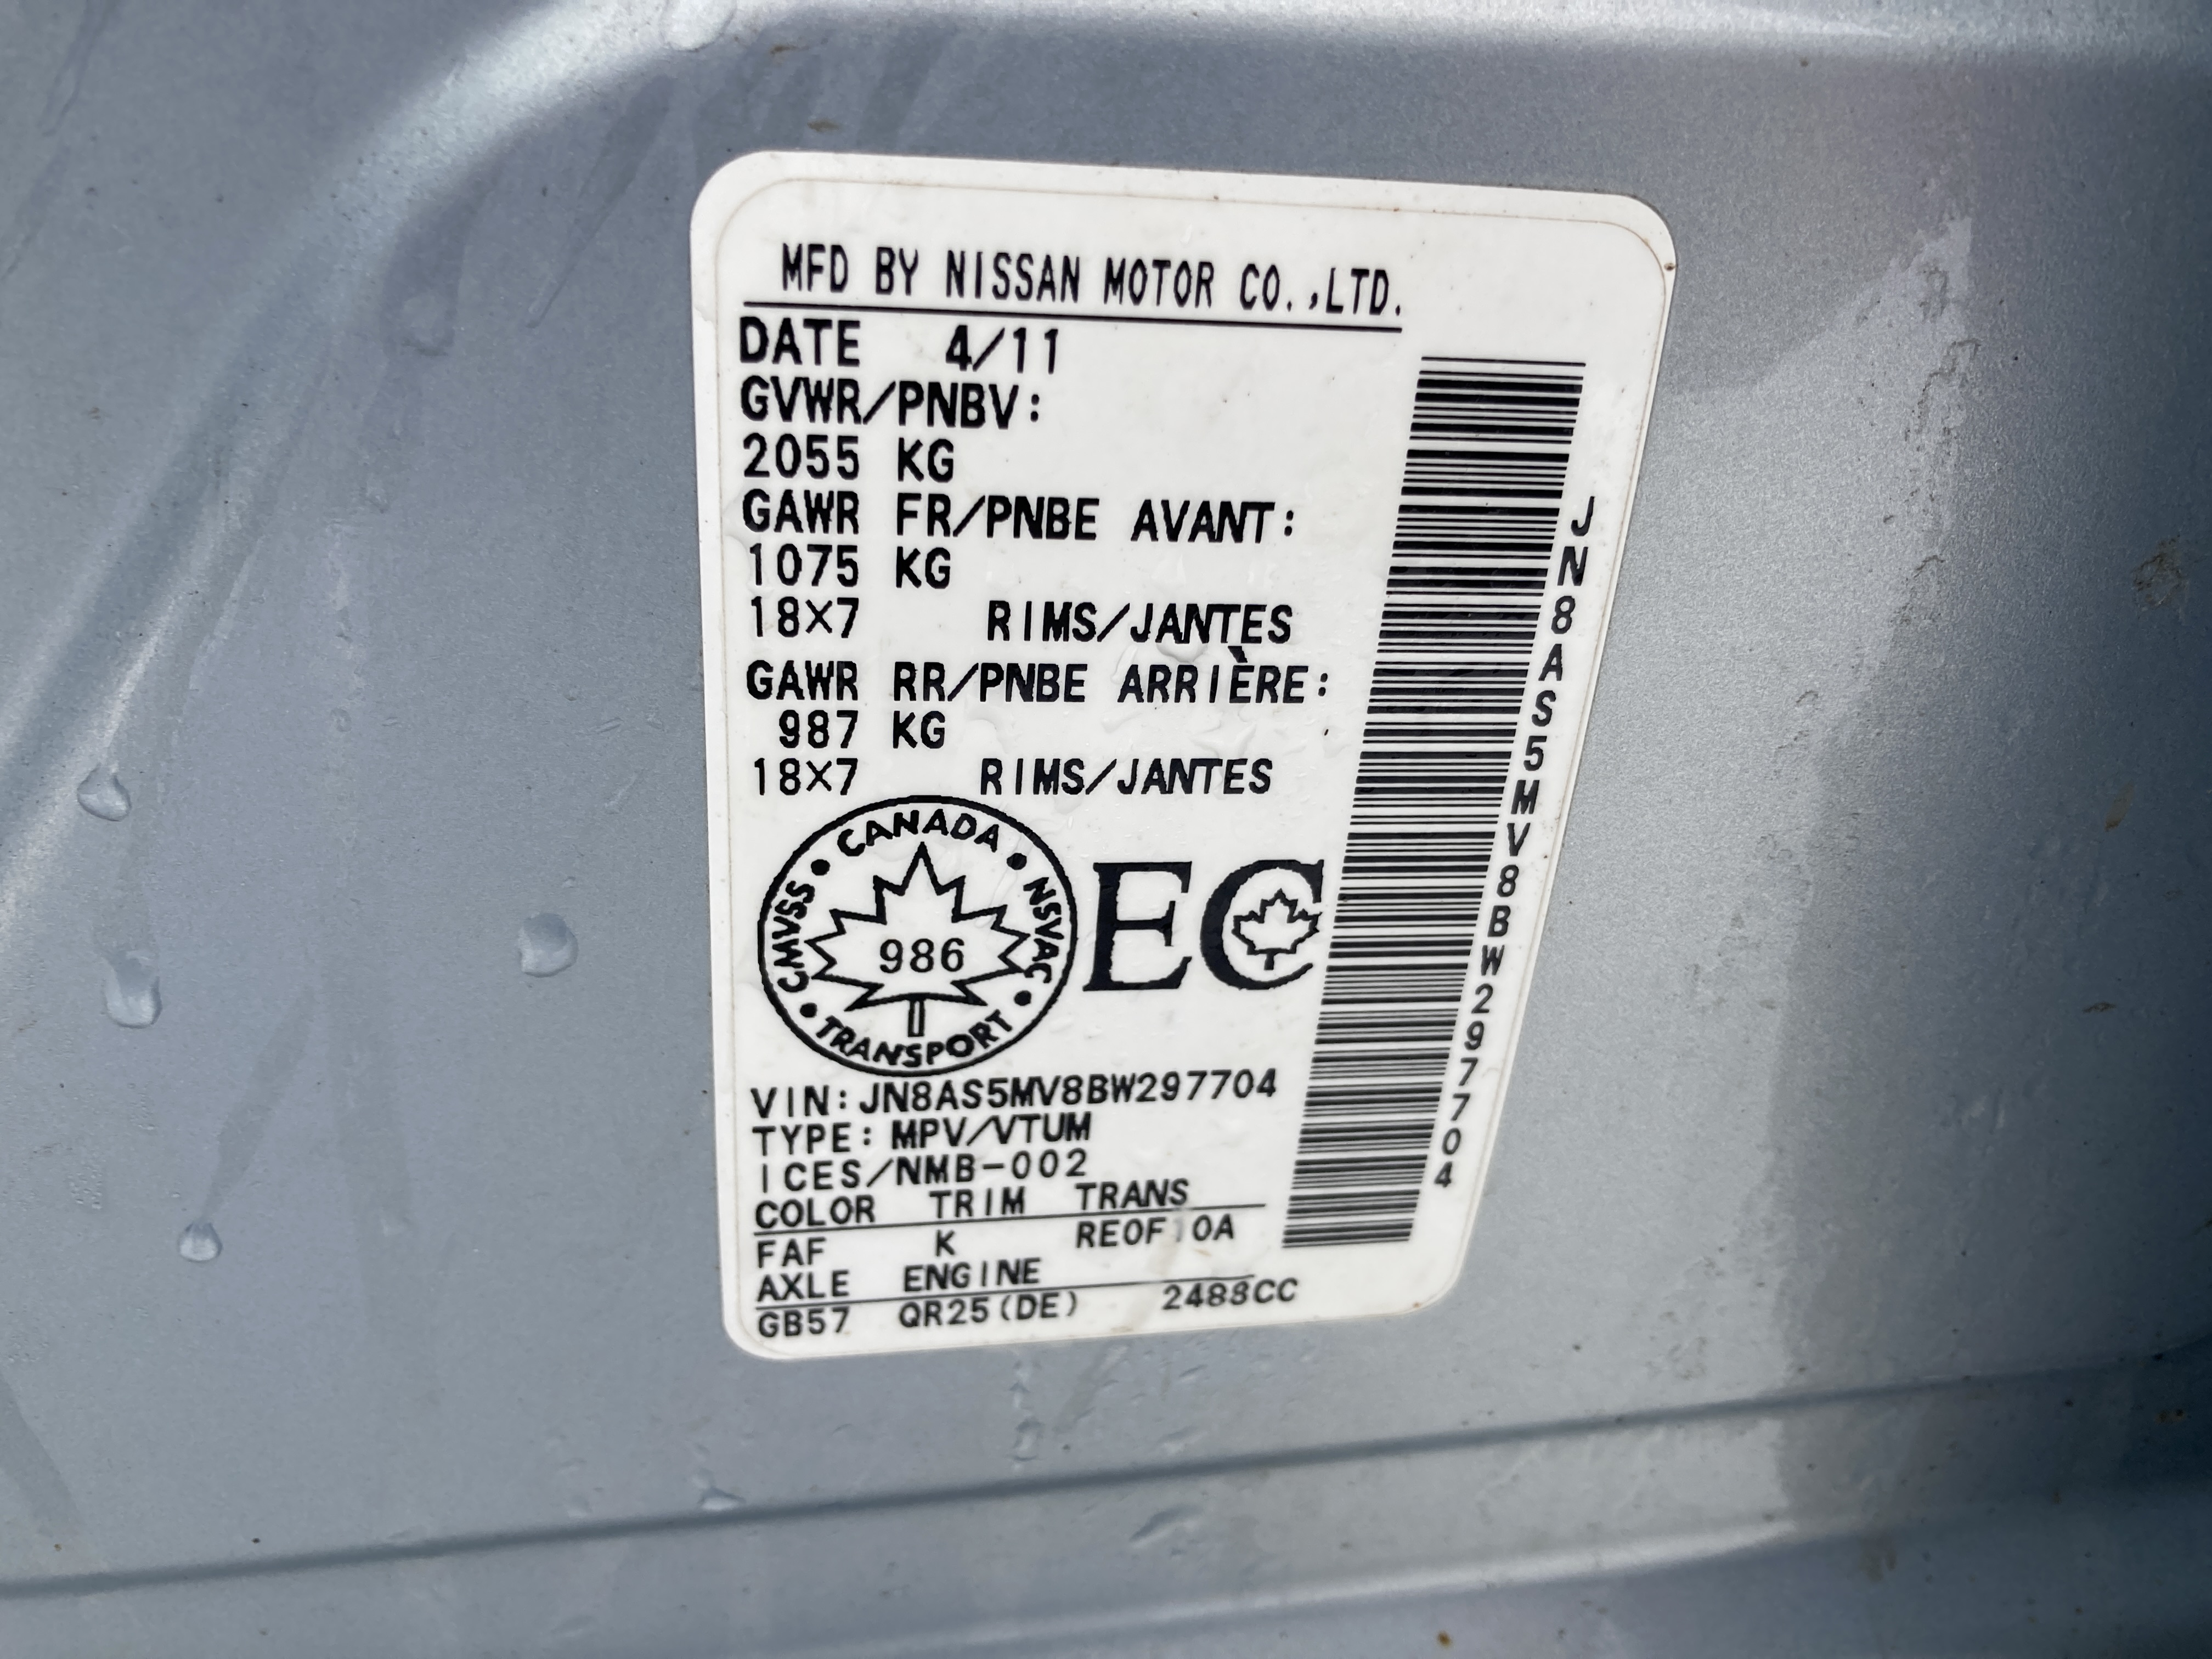 MFD BY NISSAN MOTOR CO.,LTD.
DATE 4/11
GVWR/PNBV:
2055 KG
GAWR FR/PNBE AVANT:
1075 KG
18×7 RIMS/JANTES
GAWR RR/PNBE ARRIÈRE:
987 KG
18×7 RIMS/JANTES
CANADA
CMVSS
NSVAC
986
TRANSPORT
EC
VIN: JN8AS5MV8BW297704
TYPE: MPV/VTUM
ICES/NMB-002
COLOR TRIM TRANS
FAF K RE0F10A
AXLE ENGINE
GB57 QR25(DE) 2488CC
JN8AS5MV8BW297704